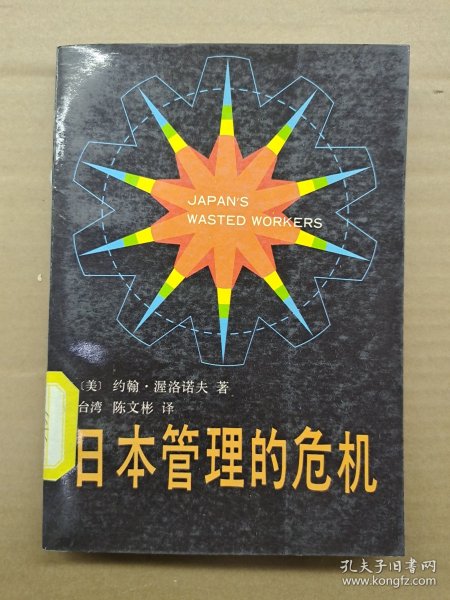 JAPAN'S
WASTED WORKERS
〔美〕 约翰·渥洛诺夫 著
台湾 陈文彬 译
日本管理的危机
孔夫子旧书网
www.kongfz.com